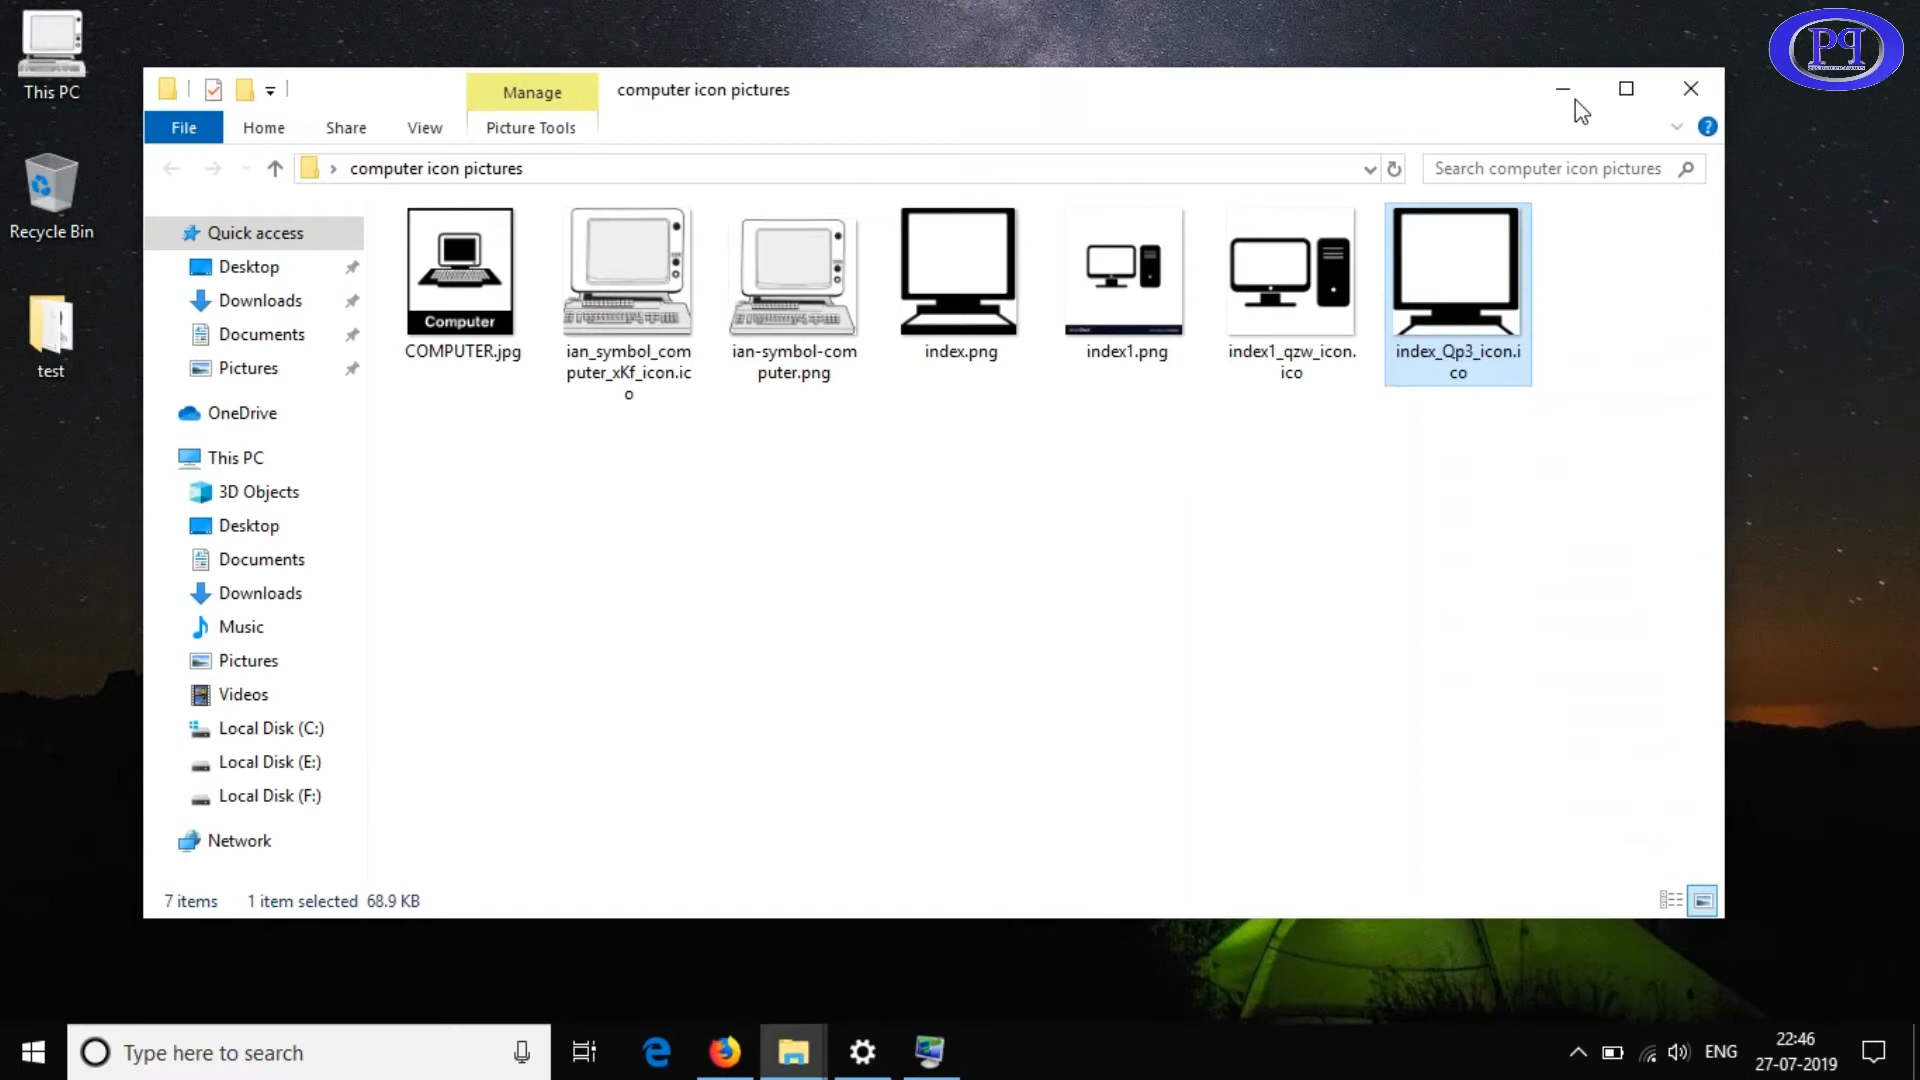 This PC
Recycle Bin
test
Manage
computer icon pictures
File
Home
Share
View
Picture Tools
?
computer icon pictures
Search computer icon pictures
Quick access
Desktop
Downloads
Documents
Pictures
OneDrive
This PC
3D Objects
Desktop
Documents
Downloads
Music
Pictures
Videos
Local Disk (C:)
Local Disk (E:)
Local Disk (F:)
Network
Computer
COMPUTER.jpg
ian_symbol_com
puter_xKf_icon.ic
o
ian-symbol-com
puter.png
index.png
index1.png
index1_qzw_icon.
ico
index_Qp3_icon.i
co
7 items
1 item selected 68.9 KB
Type here to search
ENG
22:46
27-07-2019